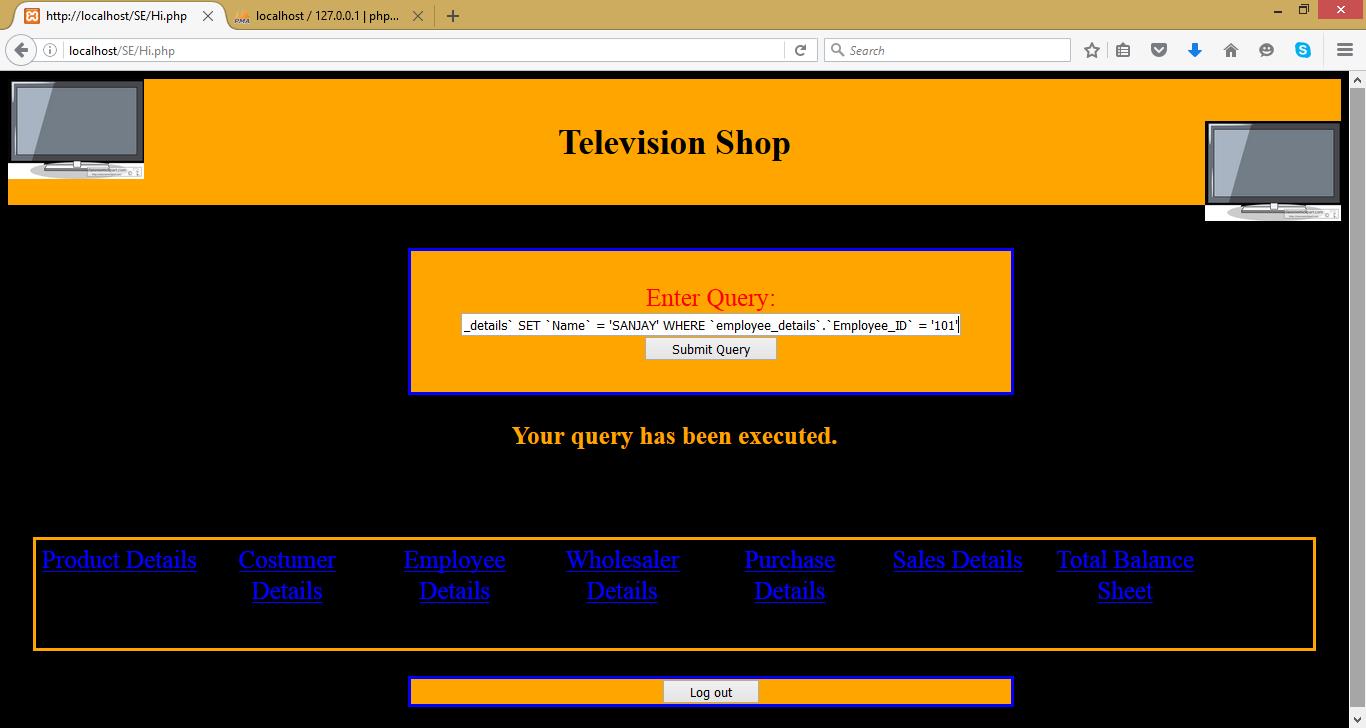 http://localhost/SE/Hi.php
localhost / 127.0.0.1 | php...
PMA
localhost/SE/Hi.php
Search
S
Television Shop
Enter Query:
_details` SET `Name` = 'SANJAY' WHERE `employee_details`.`Employee_ID` = '101'
Submit Query
Your query has been executed.
Product Details
Costumer
Details
Employee
Details
Wholesaler
Details
Purchase
Details
Sales Details
Total Balance
Sheet
Log out